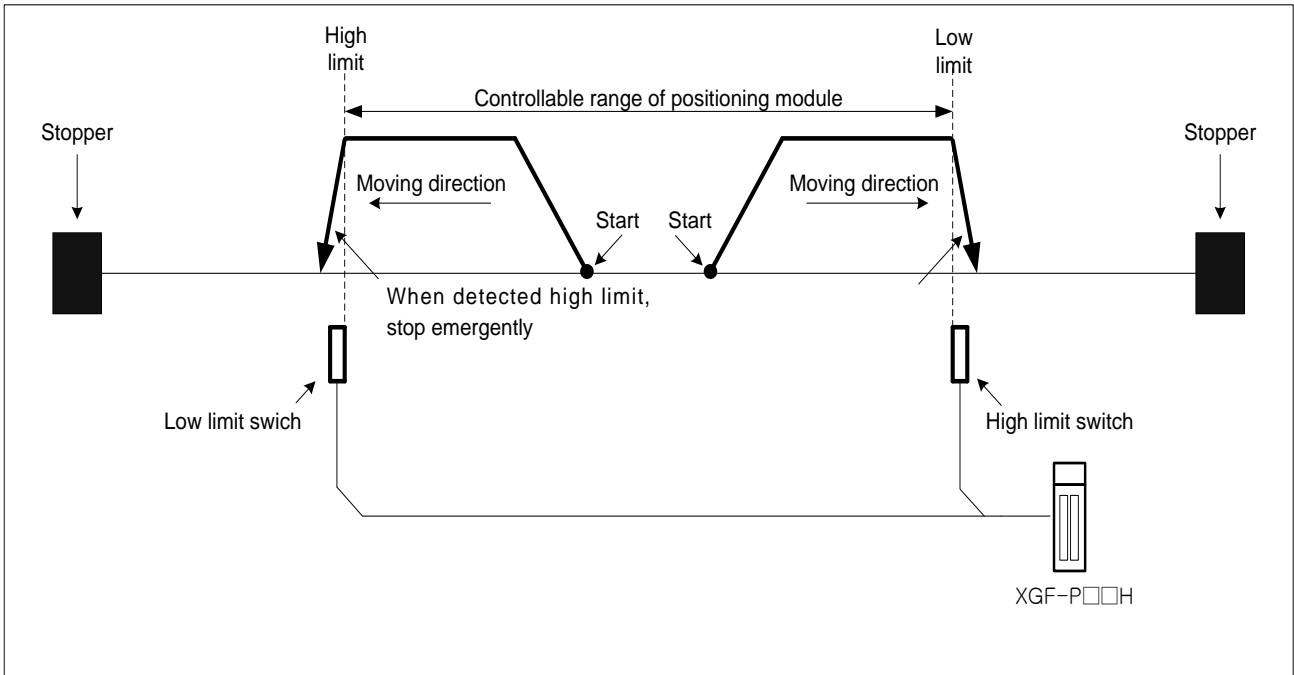 High
limit
Low
limit
Controllable range of positioning module
Stopper
Stopper
Moving direction
Moving direction
Start
Start
When detected high limit,
stop emergently
Low limit swich
High limit switch
XGF-P□□H